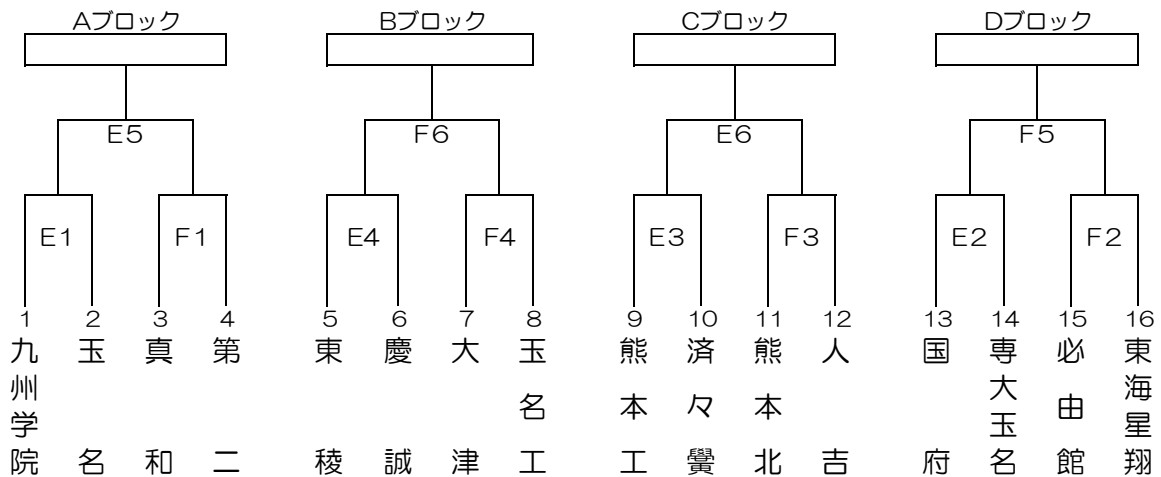 Aブロック Bブロック Cブロック Dブロック
E5 F6 E6 F5
E1 F1 E4 F4 E3 F3 E2 F2
1 2 3 4 5 6 7 8 9 10 11 12 13 14 15 16
九州学院
玉名
真和
第二
東稜
慶誠
大津
玉名工
熊本工
済々黌
熊本北
人吉
国府
専大玉名
必由館
東海星翔